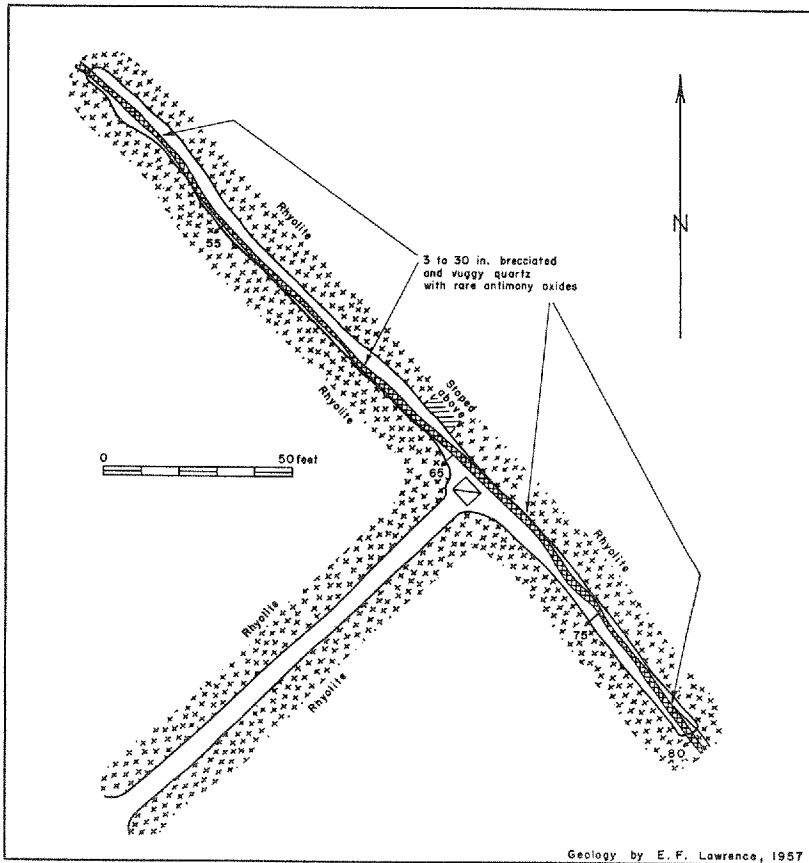 N
Rhyolite
55
3 to 30 in. brecciated
and vuggy quartz
with rare antimony oxides
Rhyolite
Stoped
above
0 50 feet
65
Rhyolite
Rhyolite
75
Rhyolite
80
Geology by E. F. Lawrence, 1957